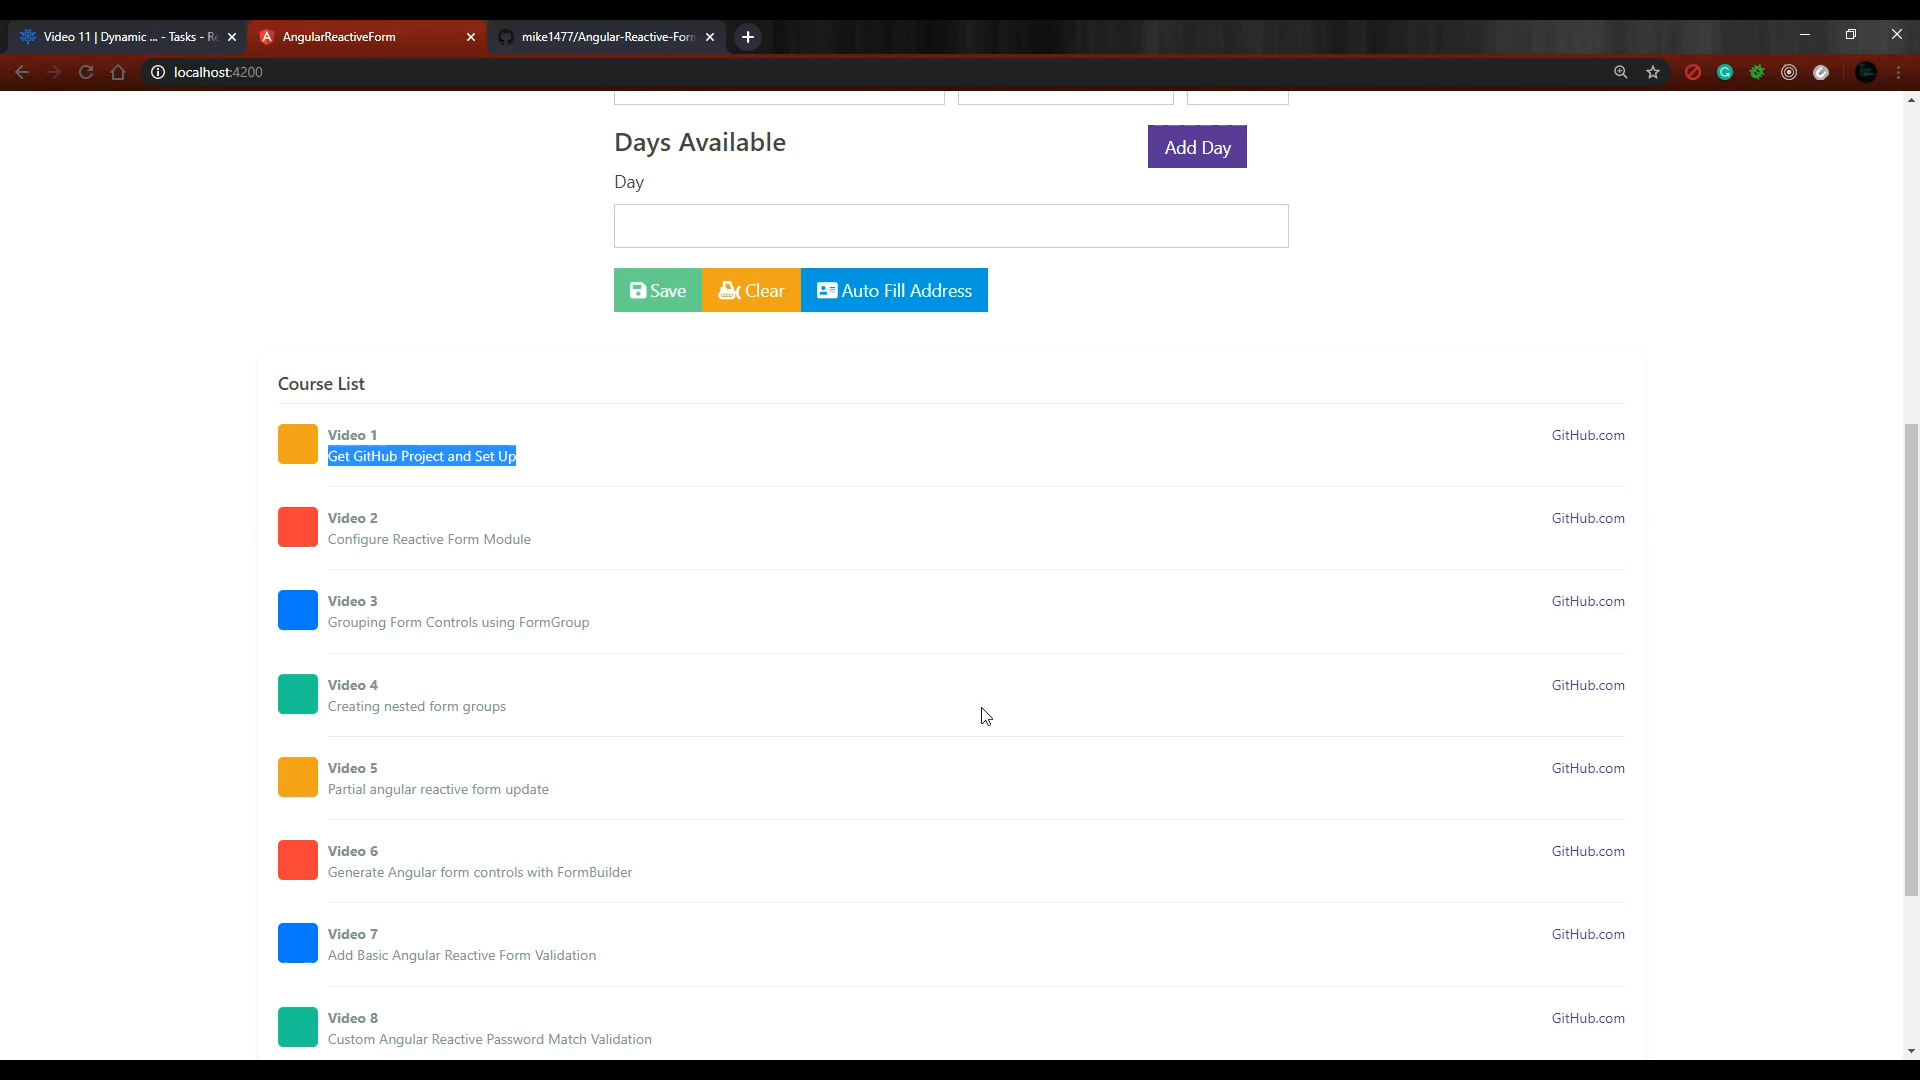 Video 11 | Dynamic ... - Tasks - Re
AngularReactiveForm
mike1477/Angular-Reactive-Form
localhost:4200
Days Available
Add Day
Day
Save
Clear
Auto Fill Address
Course List
Video 1
GitHub.com
Get GitHub Project and Set Up
Video 2
GitHub.com
Configure Reactive Form Module
Video 3
GitHub.com
Grouping Form Controls using FormGroup
Video 4
GitHub.com
Creating nested form groups
Video 5
GitHub.com
Partial angular reactive form update
Video 6
GitHub.com
Generate Angular form controls with FormBuilder
Video 7
GitHub.com
Add Basic Angular Reactive Form Validation
Video 8
GitHub.com
Custom Angular Reactive Password Match Validation